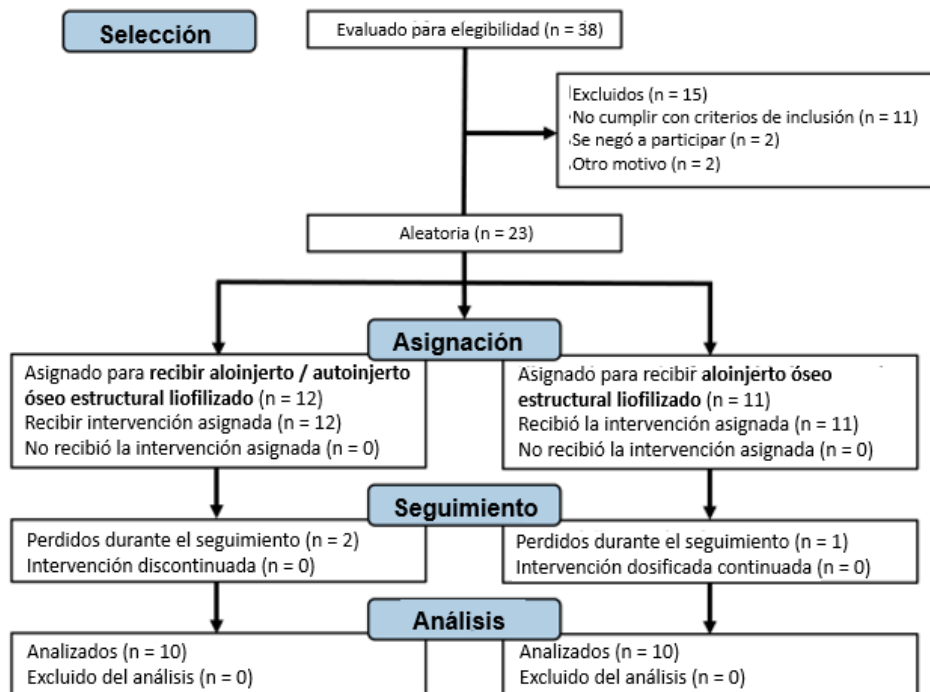 Selección
Evaluado para elegibilidad (n = 38)
Excluidos (n = 15)
No cumplir con criterios de inclusión (n = 11)
Se negó a participar (n = 2)
Otro motivo (n = 2)
Aleatoria (n = 23)
Asignación
Asignado para recibir aloinjerto / autoinjerto
óseo estructural liofilizado (n = 12)
Recibir intervención asignada (n = 12)
No recibió la intervención asignada (n = 0)
Asignado para recibir aloinjerto óseo
estructural liofilizado (n = 11)
Recibió la intervención asignada (n = 11)
No recibió la intervención asignada (n = 0)
Seguimiento
Perdidos durante el seguimiento (n = 2)
Intervención discontinuada (n = 0)
Perdidos durante el seguimiento (n = 1)
Intervención dosificada continuada (n = 0)
Análisis
Analizados (n = 10)
Excluido del análisis (n = 0)
Analizados (n = 10)
Excluido del análisis (n = 0)